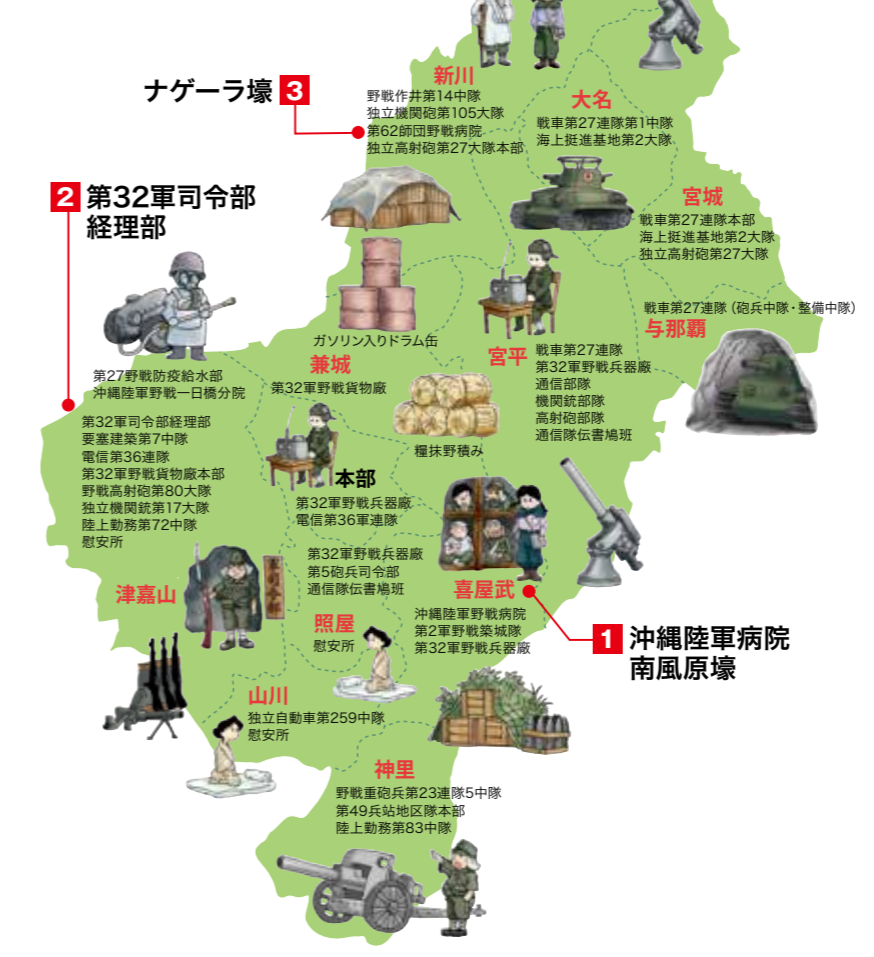 新川
野戦作井第14中隊
独立機関砲第105大隊
第62師団野戦病院
独立高射砲第27大隊本部
ナゲーラ壕 3
大名
戦車第27連隊第1中隊
海上挺進基地第2大隊
2 第32軍司令部
経理部
宮城
戦車第27連隊本部
海上挺進基地第2大隊
独立高射砲第27大隊
戦車第27連隊（砲兵中隊・整備中隊）
与那覇
ガソリン入りドラム缶
兼城
第32軍野戦貨物廠
宮平
戦車第27連隊
第32軍野戦兵器廠
通信部隊
機関銃部隊
高射砲部隊
通信隊伝書鳩班
第27野戦防疫給水部
沖縄陸軍野戦一日橋分院
第32軍司令部経理部
要塞建築第7中隊
電信第36連隊
第32軍野戦貨物廠本部
野戦高射砲第80大隊
独立機関銃第17大隊
陸上勤務第72中隊
慰安所
糧抹野積み
本部
第32軍野戦兵器廠
電信第36軍連隊
第32軍野戦兵器廠
第5砲兵司令部
通信隊伝書鳩班
津嘉山
軍司令部
照屋
慰安所
喜屋武
沖縄陸軍野戦病院
第2軍野戦築城隊
第32軍野戦兵器廠
1 沖縄陸軍病院
南風原壕
山川
独立自動車第259中隊
慰安所
神里
野戦重砲兵第23連隊5中隊
第49兵站地区隊本部
陸上勤務第83中隊